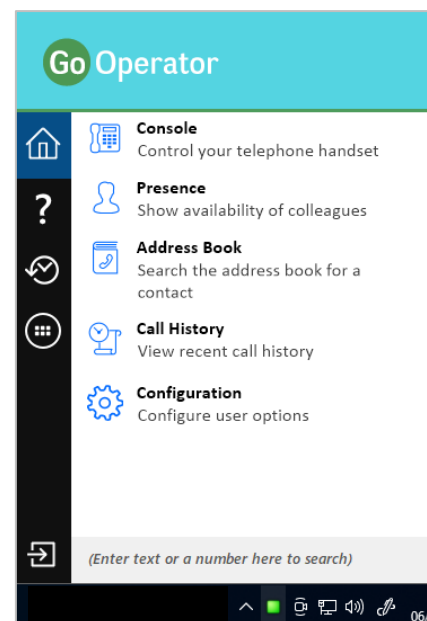 Go Operator
Console
Control your telephone handset
Presence
Show availability of colleagues
Address Book
Search the address book for a
contact
Call History
View recent call history
Configuration
Configure user options
?
(Enter text or a number here to search)
06/